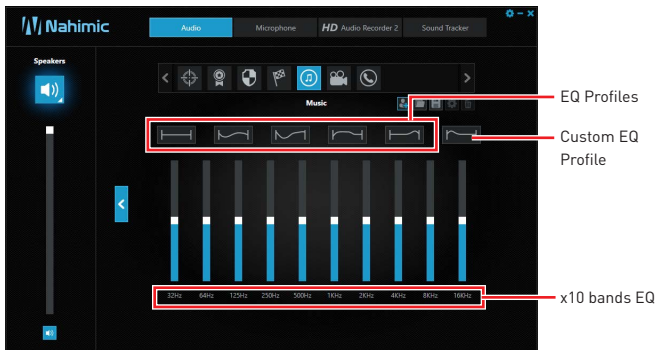 Nahimic
Audio
Microphone
HD Audio Recorder 2
Sound Tracker
Speakers
Music
EQ Profiles
Custom EQ
Profile
32Hz 64Hz 125Hz 250Hz 500Hz 1KHz 2KHz 4KHz 8KHz 16KHz
x10 bands EQ